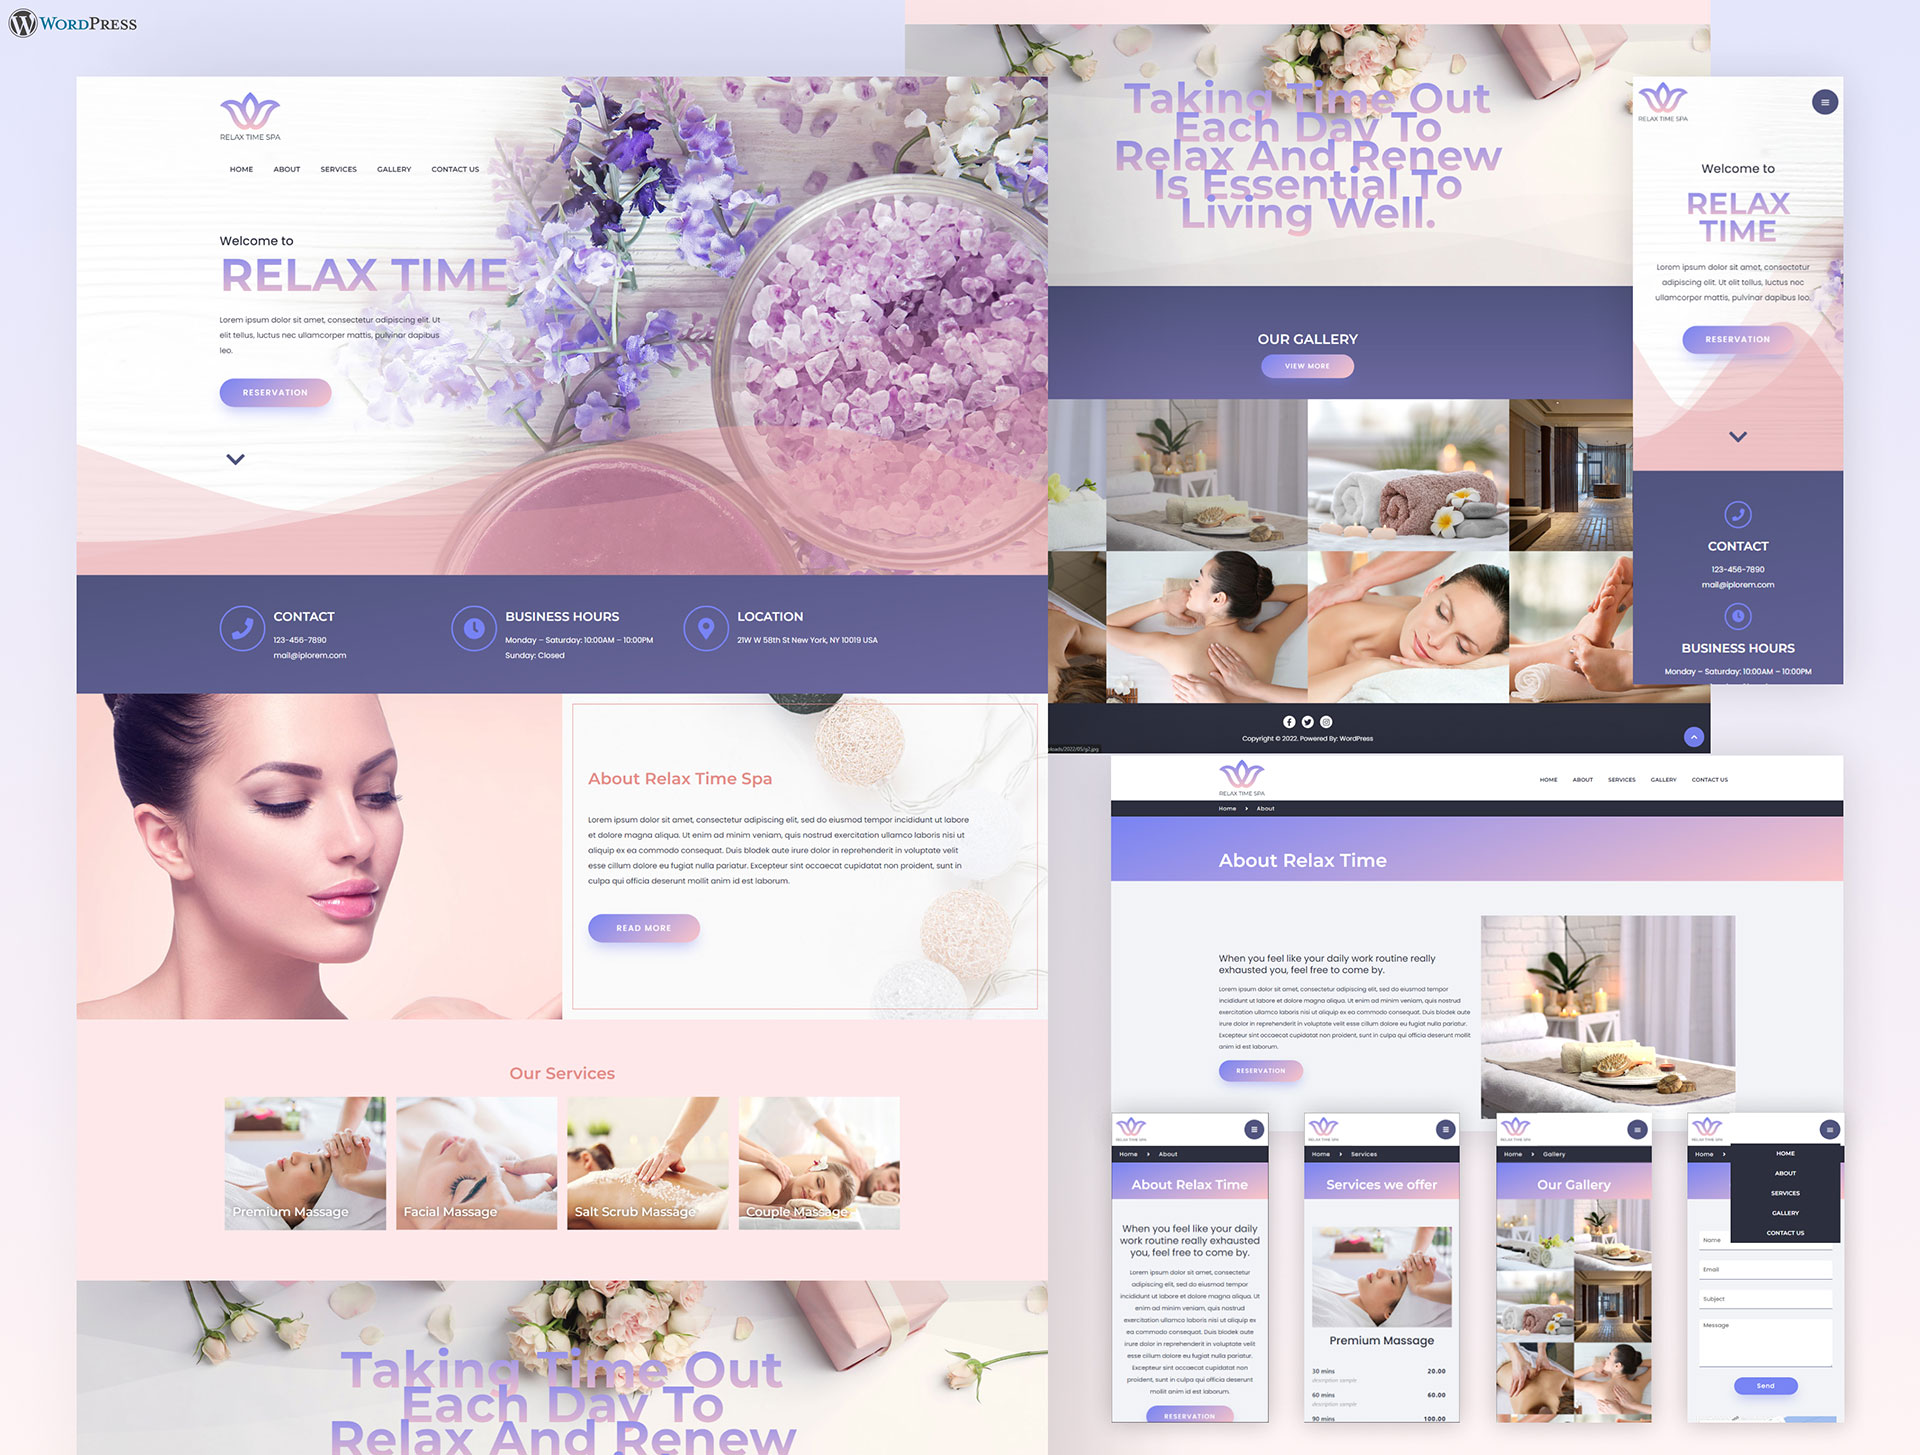 WORDPRESS
RELAX TIME SPA
HOME ABOUT SERVICES GALLERY CONTACT US
Welcome to
RELAX TIME
Lorem ipsum dolor sit amet, consectetur adipiscing elit. Ut
elit tellus, luctus nec ullamcorper mattis, pulvinar dapibus
leo.
RESERVATION
CONTACT
123-456-7890
mail@iplorem.com
BUSINESS HOURS
Monday – Saturday: 10:00AM – 10:00PM
Sunday: Closed
LOCATION
21W W 58th St New York, NY 10019 USA
About Relax Time Spa
Lorem ipsum dolor sit amet, consectetur adipiscing elit, sed do eiusmod tempor incididunt ut labore
et dolore magna aliqua. Ut enim ad minim veniam, quis nostrud exercitation ullamco laboris nisi ut
aliquip ex ea commodo consequat. Duis blodek aute irure dolor in reprehenderit in voluptate velit
esse cillum dolore eu fugiat nulla pariatur. Excepteur sint occaecat cupidatat non proident, sunt in
culpa qui officia deserunt mollit anim id est laborum.
READ MORE
Our Services
Premium Massage
Facial Massage
Salt Scrub Massage
Couple Massage
Taking Time Out
Each Day To
Relax And Renew
Taking Time Out
Each Day To
Relax And Renew
Is Essential To
Living Well.
OUR GALLERY
VIEW MORE
Copyright © 2022. Powered By: WordPress
RELAX TIME SPA
Welcome to
RELAX
TIME
Lorem ipsum dolor sit amet, consectetur
adipiscing elit. Ut elit tellus, luctus nec
ullamcorper mattis, pulvinar dapibus leo.
RESERVATION
CONTACT
123-456-7890
mail@iplorem.com
BUSINESS HOURS
Monday – Saturday: 10:00AM – 10:00PM
RELAX TIME SPA
HOME ABOUT SERVICES GALLERY CONTACT US
Home > About
About Relax Time
When you feel like your daily work routine really
exhausted you, feel free to come by.
Lorem ipsum dolor sit amet, consectetur adipiscing elit, sed do eiusmod tempor
incididunt ut labore et dolore magna aliqua. Ut enim ad minim veniam, quis nostrud
exercitation ullamco laboris nisi ut aliquip ex ea commodo consequat. Duis blodek aute
irure dolor in reprehenderit in voluptate velit esse cillum dolore eu fugiat nulla pariatur.
Excepteur sint occaecat cupidatat non proident, sunt in culpa qui officia deserunt mollit
anim id est laborum.
RESERVATION
RELAX TIME SPA
Home > About
About Relax Time
When you feel like your daily
work routine really exhausted
you, feel free to come by.
Lorem ipsum dolor sit amet, consectetur
adipiscing elit, sed do eiusmod tempor
incididunt ut labore et dolore magna aliqua. Ut
enim ad minim veniam, quis nostrud
exercitation ullamco laboris nisi ut aliquip ex
ea commodo consequat. Duis blodek aute
irure dolor in reprehenderit in voluptate velit
esse cillum dolore eu fugiat nulla pariatur.
Excepteur sint occaecat cupidatat non
proident, sunt in culpa qui officia deserunt
mollit anim id est laborum.
RESERVATION
RELAX TIME SPA
Home > Services
Services we offer
Premium Massage
30 mins 20.00
description sample
60 mins 60.00
description sample
90 mins 100.00
RELAX TIME SPA
Home > Gallery
Our Gallery
RELAX TIME SPA
Home >
HOME
ABOUT
SERVICES
GALLERY
CONTACT US
Name
Email
Subject
Message
Send